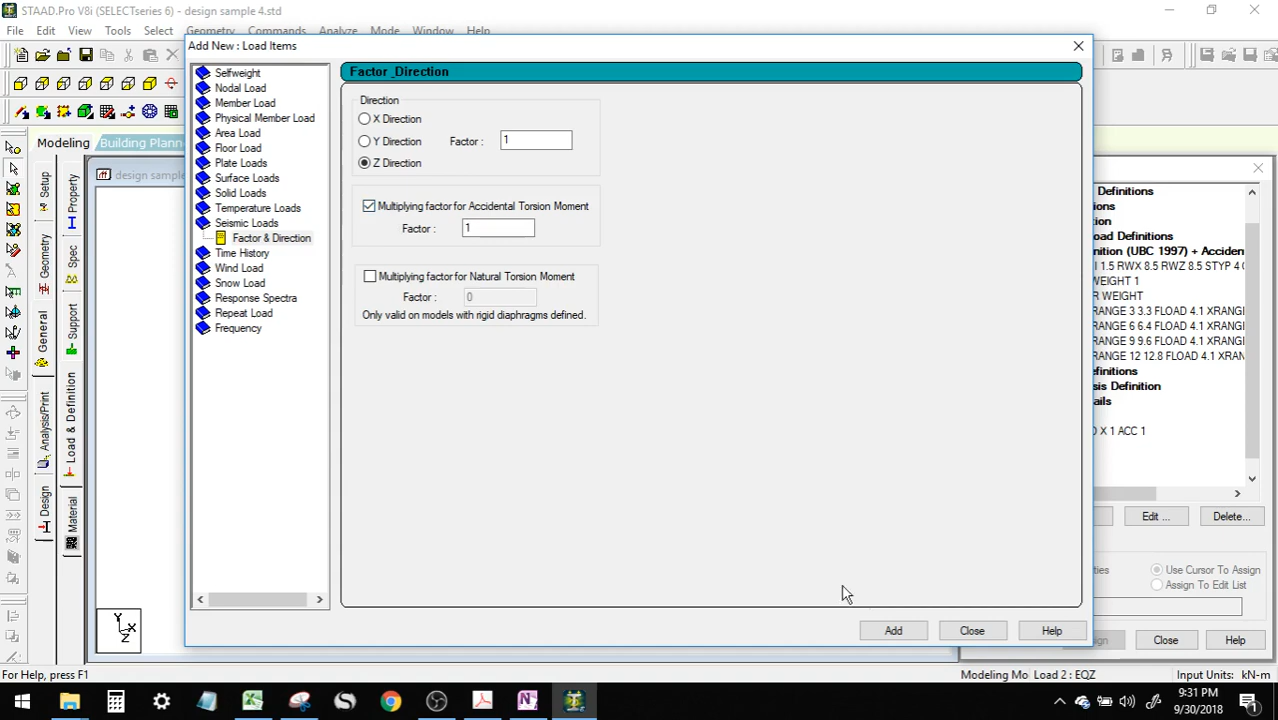 STAAD.Pro V8i (SELECTseries 6) - design sample 4.std
File Edit View Tools Select Geometry Commands Analyze Mode Window Help
Add New : Load Items
Selfweight
Nodal Load
Member Load
Physical Member Load
Area Load
Floor Load
Plate Loads
Surface Loads
Solid Loads
Temperature Loads
Seismic Loads
Factor & Direction
Time History
Wind Load
Snow Load
Response Spectra
Repeat Load
Frequency
Factor_Direction
Direction
X Direction
Y Direction Factor : 1
Z Direction
Multiplying factor for Accidental Torsion Moment
Factor : 1
Multiplying factor for Natural Torsion Moment
Factor : 0
Only valid on models with rigid diaphragms defined.
Add Close Help
Modeling Building Planne
design sample
Setup
Geometry
General
Analysis/Print
Design
Property
Spec
Support
Load & Definition
Material
Y
X
Z
Definitions
ions
tion
oad Definitions
nition (UBC 1997) + Acciden
I 1.5 RWX 8.5 RWZ 8.5 STYP 4
WEIGHT 1
R WEIGHT
RANGE 3 3.3 FLOAD 4.1 XRANGI
RANGE 6 6.4 FLOAD 4.1 XRANGI
RANGE 9 9.6 FLOAD 4.1 XRANGI
RANGE 12 12.8 FLOAD 4.1 XRAN
efinitions
sis Definition
ails
D X 1 ACC 1
Edit ... Delete...
ties
Use Cursor To Assign
Assign To Edit List
gn Close Help
For Help, press F1
Modeling Mo Load 2 : EQZ Input Units: kN-m
9:31 PM
9/30/2018
1